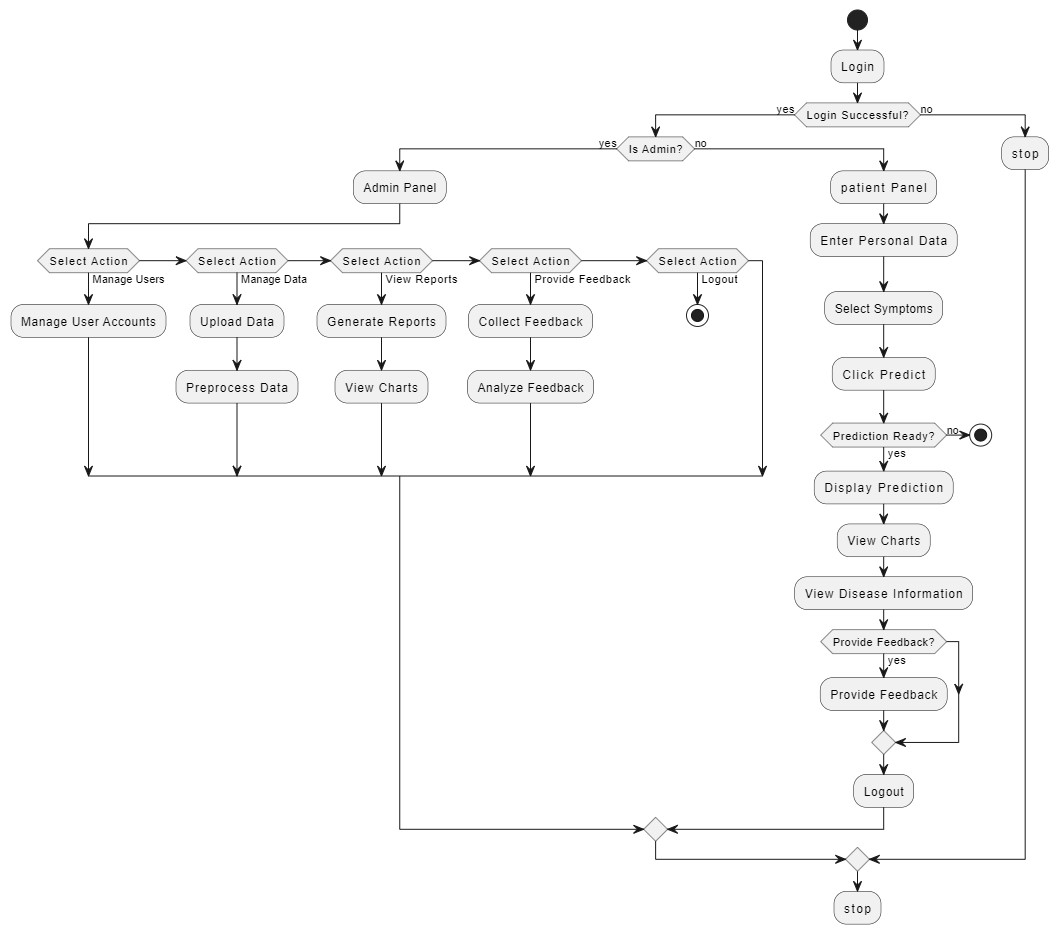 Login
yes
Login Successful?
no
yes
Is Admin?
no
stop
Admin Panel
patient Panel
Enter Personal Data
Select Action
Select Action
Select Action
Select Action
Select Action
Manage Users
Manage Data
View Reports
Provide Feedback
Logout
Manage User Accounts
Upload Data
Generate Reports
Collect Feedback
Select Symptoms
Preprocess Data
View Charts
Analyze Feedback
Click Predict
Prediction Ready?
no
yes
Display Prediction
View Charts
View Disease Information
Provide Feedback?
yes
Provide Feedback
Logout
stop